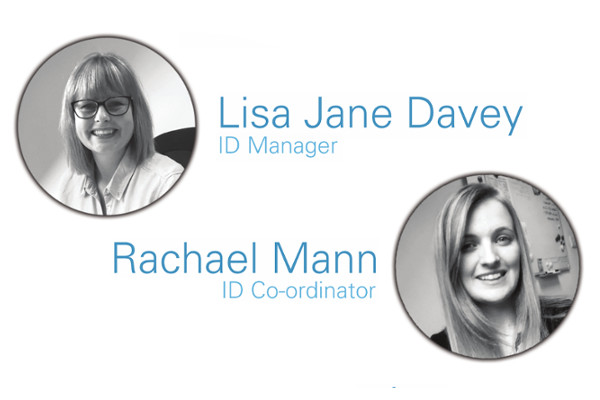 Lisa Jane Davey
ID Manager
Rachael Mann
ID Co-ordinator